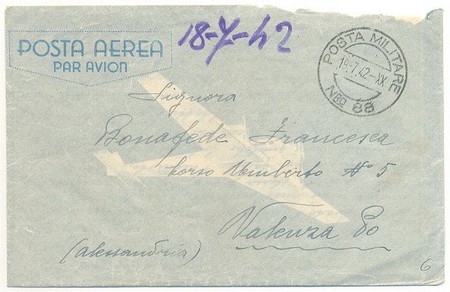 POSTA AEREA
PAR AVION
18-7-42
POSTA MILITARE
18.7.42-XX
Nro 88
Signora
Bonafede Francesca
Corso Umberto N° 5
Valenza Po
(Alessandria)
6